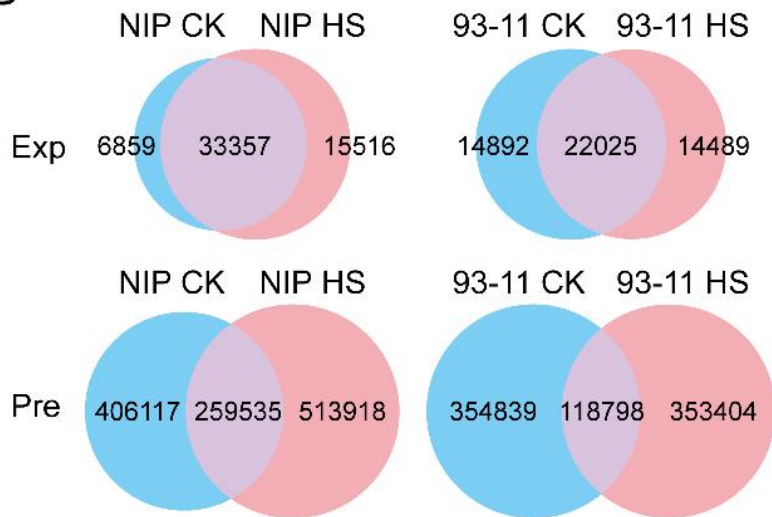 NIP CK NIP HS 93-11 CK 93-11 HS
Exp 6859 33357 15516 14892 22025 14489
NIP CK NIP HS 93-11 CK 93-11 HS
Pre 406117 259535 513918 354839 118798 353404